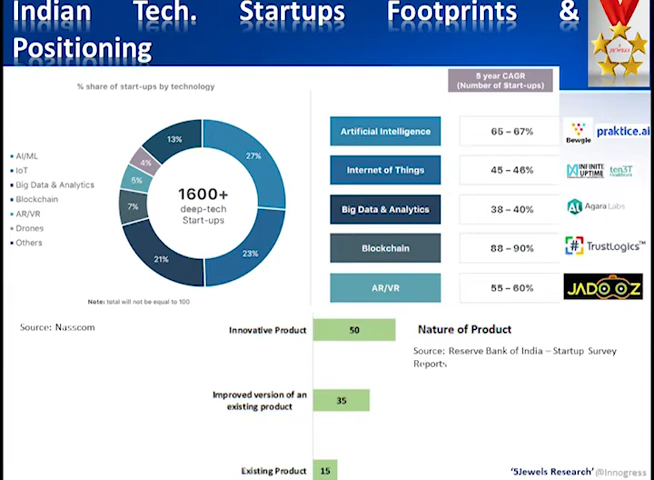 Indian Tech. Startups Footprints &
Positioning
JEWELS
% share of start-ups by technology
5 year CAGR
(Number of Start-ups)
AI/ML
IoT
Big Data & Analytics
Blockchain
AR/VR
Drones
Others
13%
4%
5%
7%
21%
23%
27%
1600+
deep-tech
Start-ups
Artificial Intelligence
65 – 67%
Bewgle
praktice.ai
Internet of Things
45 – 46%
INFINITE
UPTIME
ten3T
Healthcare
Big Data & Analytics
38 – 40%
Agara Labs
Blockchain
88 – 90%
TrustLogics™
AR/VR
55 – 60%
JADOOZ
Note: total will not be equal to 100
Source: Nasscom
Innovative Product
50
Nature of Product
Source: Reserve Bank of India – Startup Survey
Reports
Improved version of an
existing product
35
Existing Product
15
'5Jewels Research' @Innogress